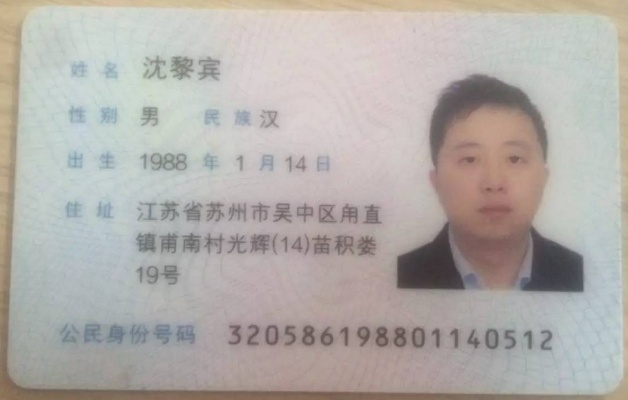 姓名 沈黎宾
性别 男 民族 汉
出生 1988 年 1 月 14 日
住址 江苏省苏州市吴中区甪直
镇甫南村光辉(14)苗积娄
19号
公民身份号码 320586198801140512